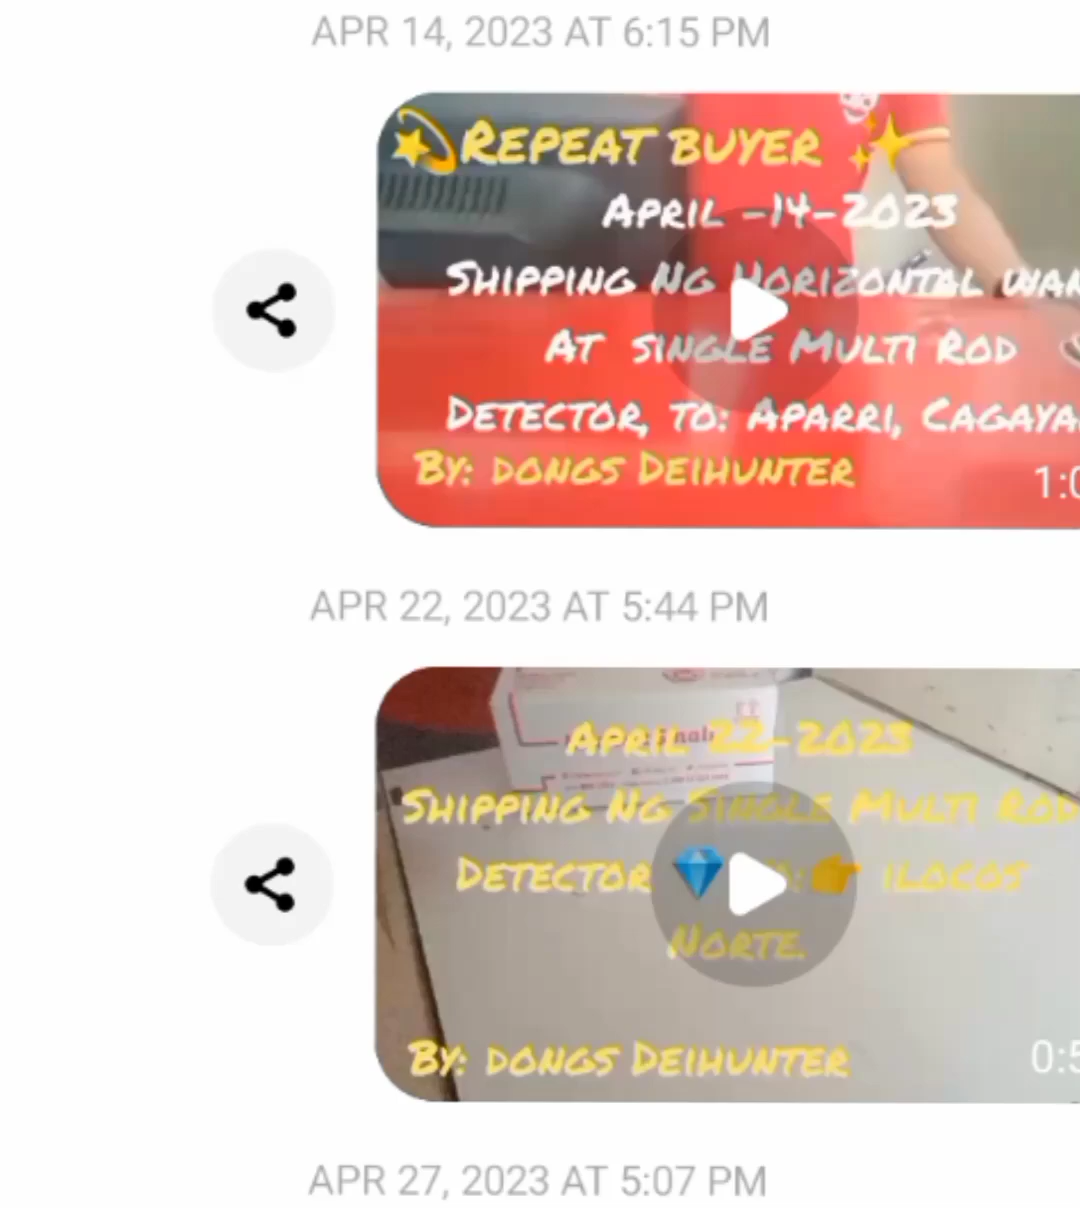 APR 14, 2023 AT 6:15 PM
REPEAT BUYER
APRIL -14-2023
SHIPPING NG HORIZONTAL
AT SINGLE MULTI ROD
DETECTOR, TO: APARRI,
BY: DONGS DEIHUNTER
APR 22, 2023 AT 5:44 PM
APRIL 22-2023
SHIPPING NG SINGLE MULTI ROD
DETECTOR ILOCOS
NORTE.
BY: DONGS DEIHUNTER
APR 27, 2023 AT 5:07 PM